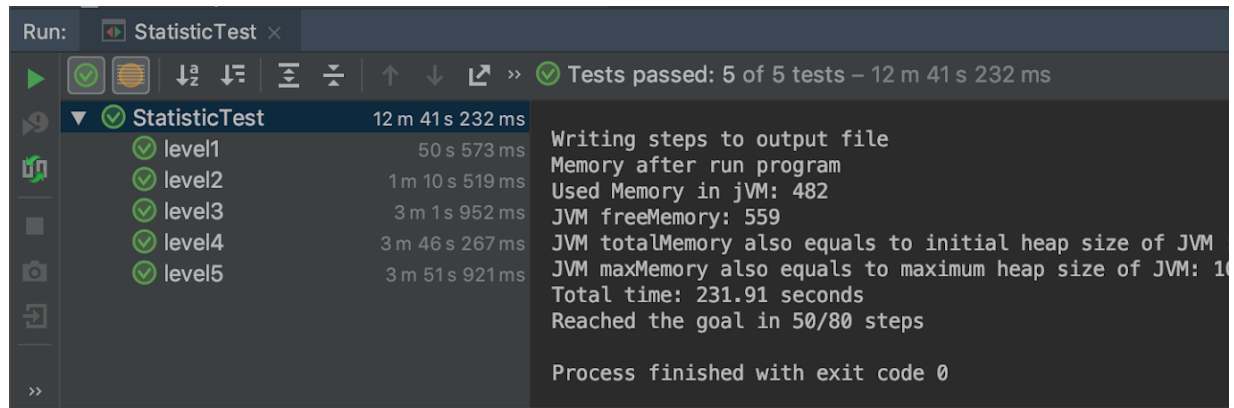 Run: StatisticTest
Tests passed: 5 of 5 tests – 12 m 41 s 232 ms
StatisticTest 12 m 41 s 232 ms
level1 50 s 573 ms
level2 1 m 10 s 519 ms
level3 3 m 1 s 952 ms
level4 3 m 46 s 267 ms
level5 3 m 51 s 921 ms
Writing steps to output file
Memory after run program
Used Memory in jVM: 482
JVM freeMemory: 559
JVM totalMemory also equals to initial heap size of JVM
JVM maxMemory also equals to maximum heap size of JVM:
Total time: 231.91 seconds
Reached the goal in 50/80 steps
Process finished with exit code 0